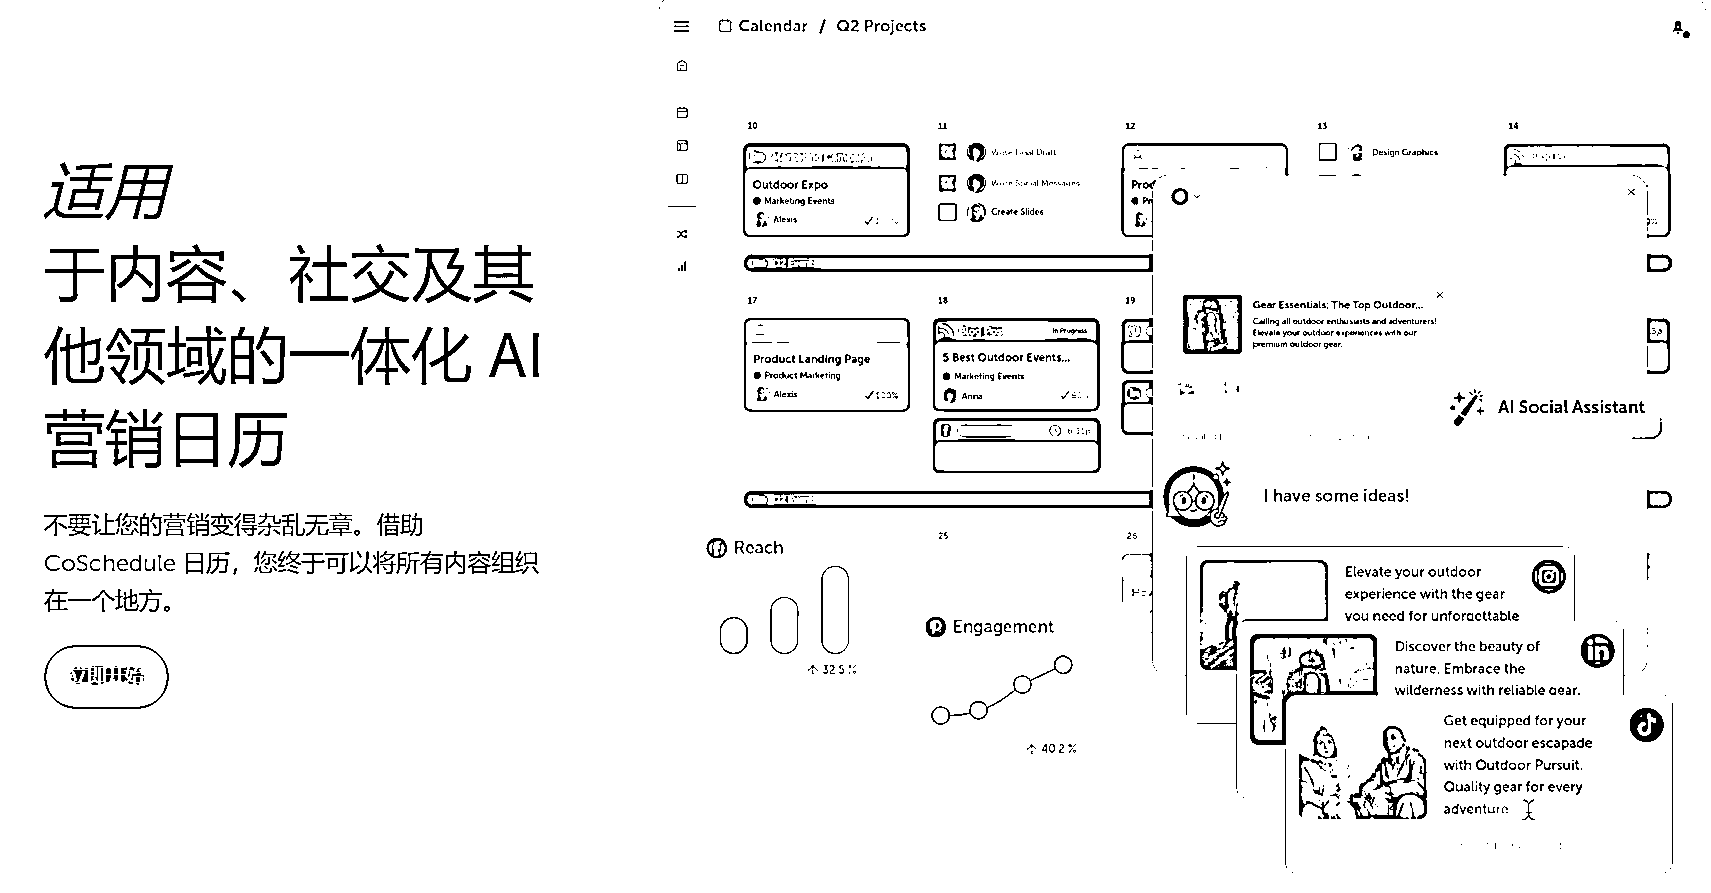 适用
于内容、社交及其
他领域的一体化 AI
营销日历
不要让您的营销变得杂乱无章。借助
CoSchedule 日历，您终于可以将所有内容组织
在一个地方。
立即开始
Calendar / Q2 Projects
10
11
12
13
14
Outdoor Expo
Marketing Events
Alexis
Write Final Draft
Write Social Messages
Create Slides
Design Graphics
17
18
19
Product Landing Page
Product Marketing
Alexis
In Progress
5 Best Outdoor Events...
Marketing Events
Anna
25
26
Reach
32.5%
Engagement
40.2%
Gear Essentials: The Top Outdoor...
Calling all outdoor enthusiasts and adventurers!
Elevate your outdoor experiences with our
premium outdoor gear.
AI Social Assistant
I have some ideas!
Elevate your outdoor
experience with the gear
you need for unforgettable
Discover the beauty of
nature. Embrace the
wilderness with reliable gear.
Get equipped for your
next outdoor escapade
with Outdoor Pursuit.
Quality gear for every
adventure